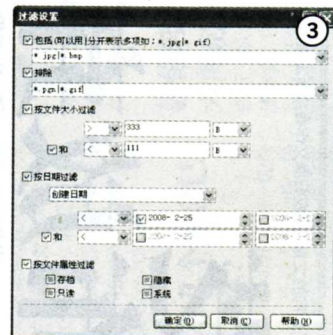 过滤设置
③
包括(可以用|分开表示多项如：*.jpg|*.gif)
*.jpg|*.bmp
排除
*.pgn|*.gif
按文件大小过滤
> 333 B
和 < 111 B
按日期过滤
创建日期
< 2008- 2-25
和 <
按文件属性过滤
存档 隐藏
只读 系统
确定(O) 取消(C) 帮助(H)